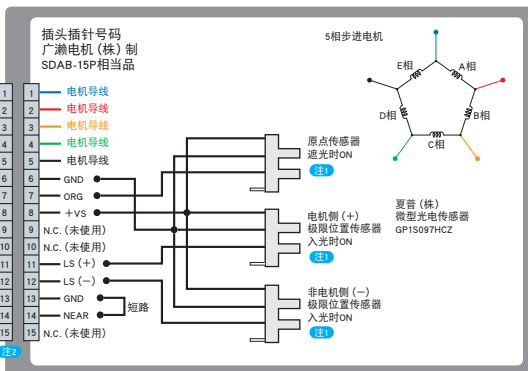 插头插针号码
广濑电机（株）制
SDAB-15P相当品
5相步进电机
E相
A相
D相
B相
C相
1 1 电机导线
2 2 电机导线
3 3 电机导线
4 4 电机导线
5 5 电机导线
6 6 GND
7 7 ORG
8 8 +VS
9 9 N.C.（未使用）
10 10 N.C.（未使用）
11 11 LS（+）
12 12 LS（−）
13 13 GND
14 14 NEAR
短路
15 15 N.C.（未使用）
注2
原点传感器
遮光时ON
注1
电机侧（+）
极限位置传感器
入光时ON
注1
非电机侧（−）
极限位置传感器
入光时ON
注1
夏普（株）
微型光电传感器
GP1S097HCZ